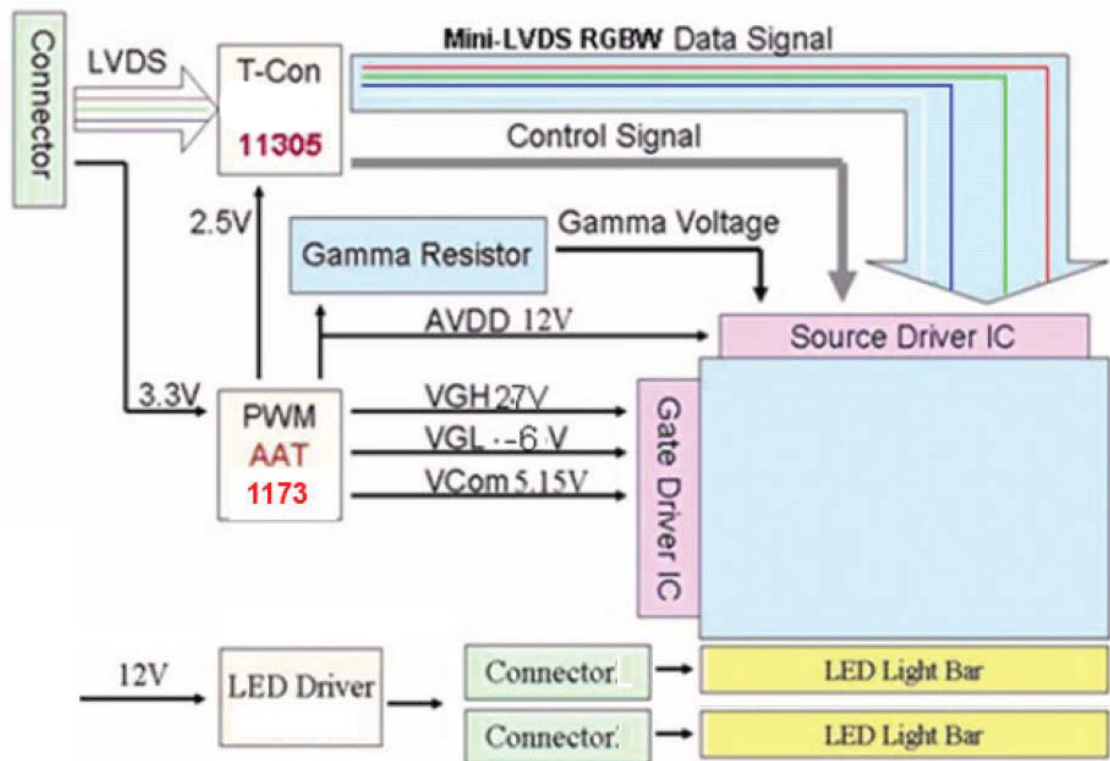 Connector
LVDS
T-Con
11305
Mini-LVDS RGBW Data Signal
Control Signal
2.5V
Gamma Resistor
Gamma Voltage
AVDD 12V
Source Driver IC
3.3V
PWM
AAT
1173
VGH 27V
VGL -6 V
VCom 5.15V
Gate Driver IC
12V
LED Driver
Connector
LED Light Bar
Connector
LED Light Bar